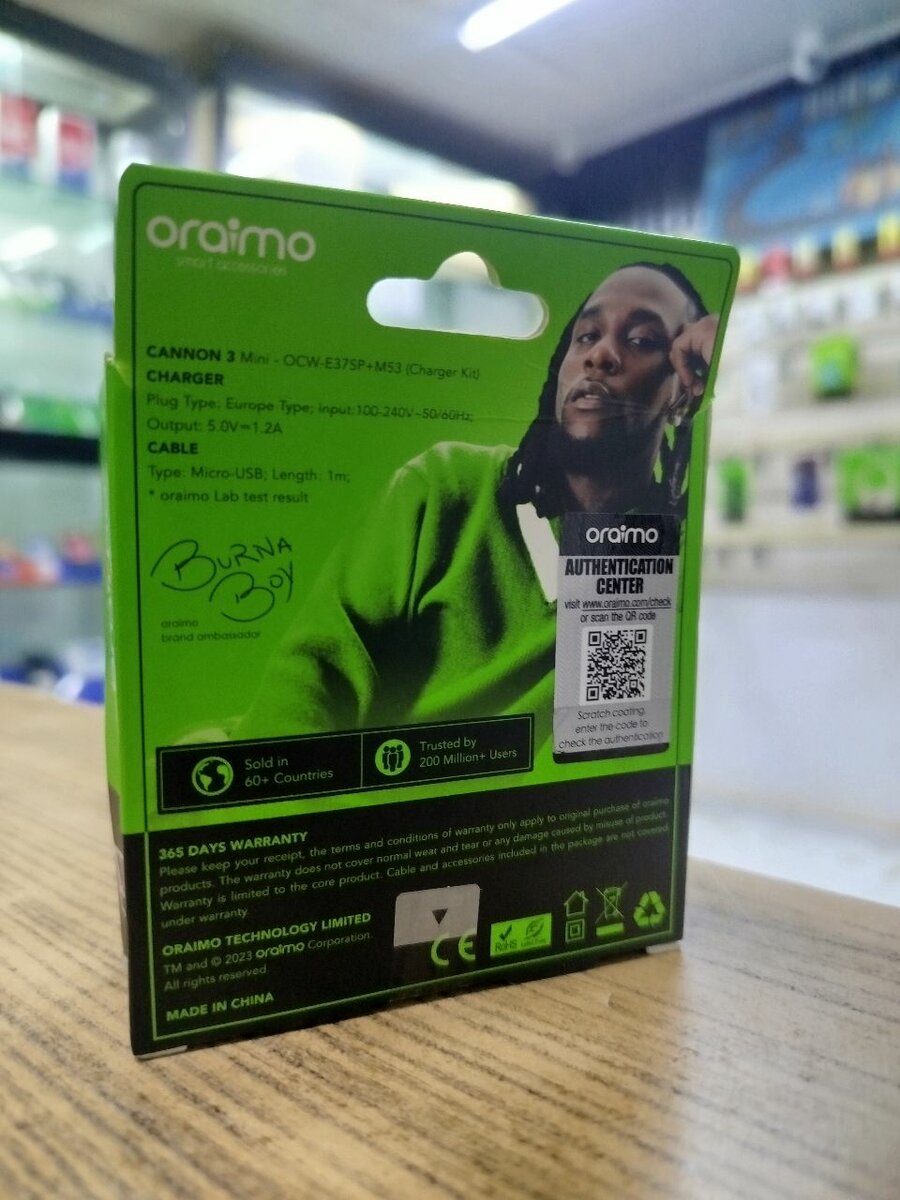 oraimo
smart accessories
CANNON 3 Mini - OCW-E37SP+M53 (Charger Kit)
CHARGER
Plug Type: Europe Type; input:100-240V~50/60Hz;
Output: 5.0V⎓1.2A
CABLE
Type: Micro-USB; Length: 1m;
* oraimo Lab test result
BURNA
BOY
oraimo
brand ambassador
oraimo
AUTHENTICATION
CENTER
visit www.oraimo.com/check
or scan the QR code
Scratch coating,
enter the code to
check the authentication
Sold in
60+ Countries
Trusted by
200 Million+ Users
365 DAYS WARRANTY
Please keep your receipt, the terms and conditions of warranty only apply to original purchase of oraimo
products. The warranty does not cover normal wear and tear or any damage caused by misuse of product.
Warranty is limited to the core product. Cable and accessories included in the package are not covered
under warranty.
ORAIMO TECHNOLOGY LIMITED
TM and © 2023 oraimo Corporation.
All rights reserved.
MADE IN CHINA
CE
RoHS